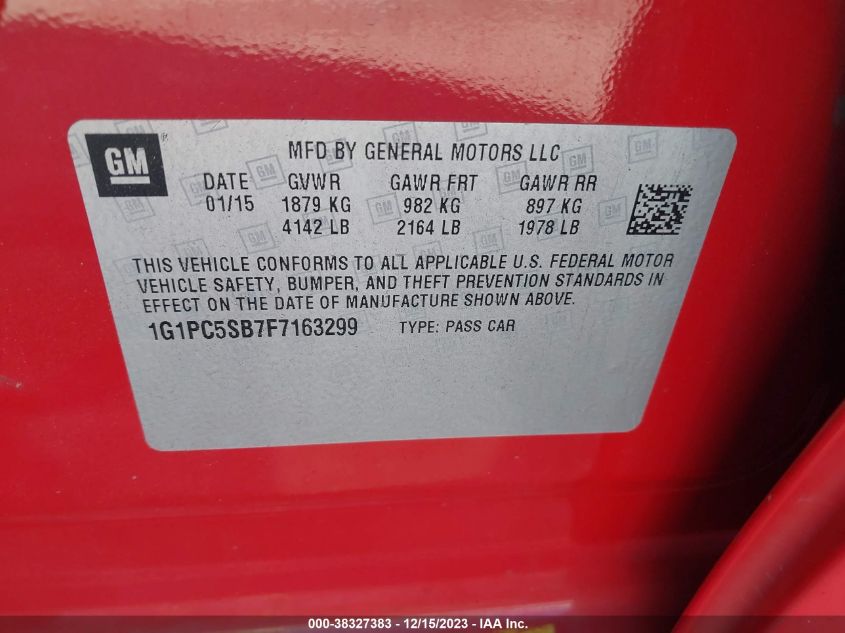 GM
MFD BY GENERAL MOTORS LLC
DATE GVWR GAWR FRT GAWR RR
01/15 1879 KG 982 KG 897 KG
4142 LB 2164 LB 1978 LB
THIS VEHICLE CONFORMS TO ALL APPLICABLE U.S. FEDERAL MOTOR
VEHICLE SAFETY, BUMPER, AND THEFT PREVENTION STANDARDS IN
EFFECT ON THE DATE OF MANUFACTURE SHOWN ABOVE.
1G1PC5SB7F7163299 TYPE: PASS CAR
000-38327383 - 12/15/2023 - IAA Inc.